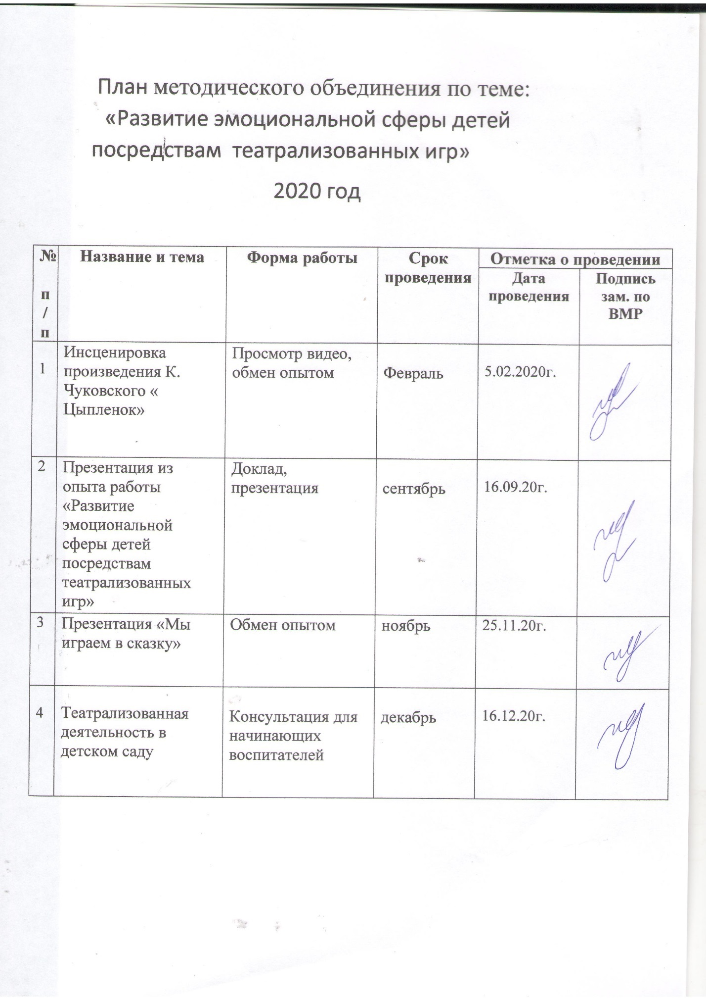 План методического объединения по теме:
«Развитие эмоциональной сферы детей
посредствам театрализованных игр»
2020 год
№ п/п
Название и тема
Форма работы
Срок
проведения
Отметка о проведении
Дата
проведения
Подпись
зам. по
ВМР
1
Инсценировка
произведения К.
Чуковского «
Цыпленок»
Просмотр видео,
обмен опытом
Февраль
5.02.2020г.
2
Презентация из
опыта работы
«Развитие
эмоциональной
сферы детей
посредствам
театрализованных
игр»
Доклад,
презентация
сентябрь
16.09.20г.
3
Презентация «Мы
играем в сказку»
Обмен опытом
ноябрь
25.11.20г.
4
Театрализованная
деятельность в
детском саду
Консультация для
начинающих
воспитателей
декабрь
16.12.20г.